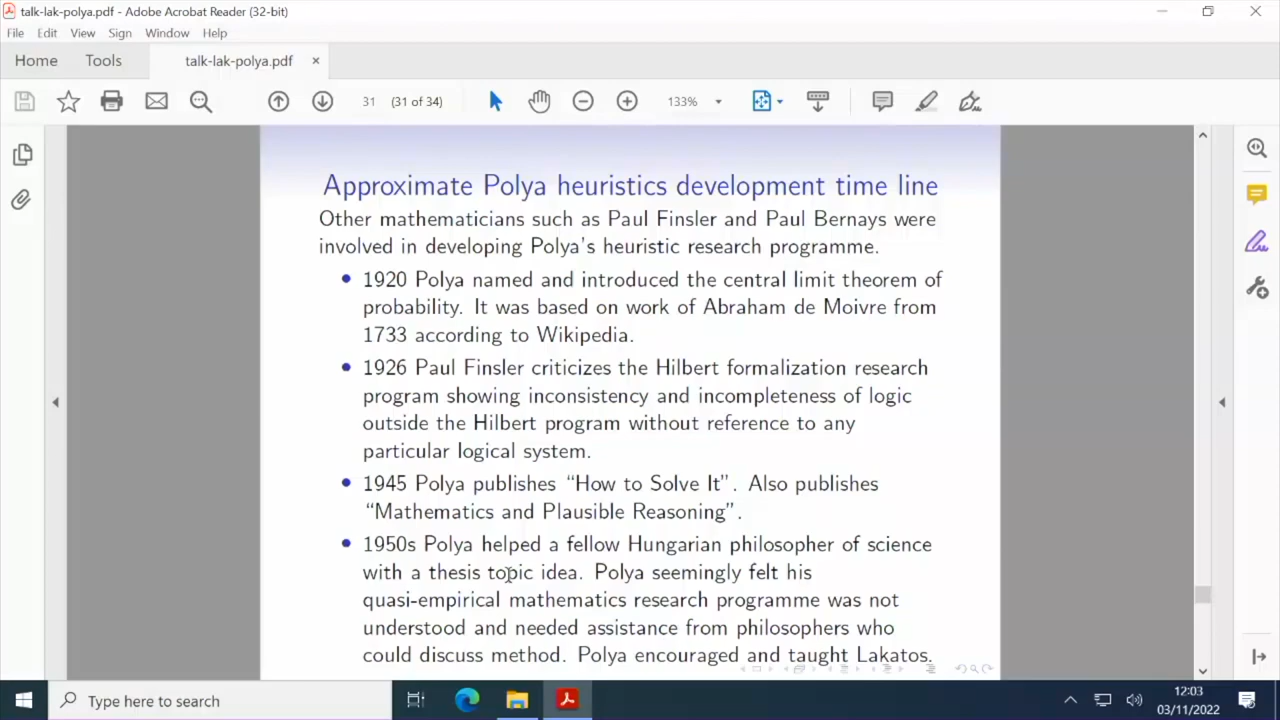 talk-lak-polya.pdf - Adobe Acrobat Reader (32-bit)
File Edit View Sign Window Help
Home Tools talk-lak-polya.pdf ×
31 (31 of 34) 133%
Approximate Polya heuristics development time line
Other mathematicians such as Paul Finsler and Paul Bernays were
involved in developing Polya's heuristic research programme.
• 1920 Polya named and introduced the central limit theorem of
probability. It was based on work of Abraham de Moivre from
1733 according to Wikipedia.
• 1926 Paul Finsler criticizes the Hilbert formalization research
program showing inconsistency and incompleteness of logic
outside the Hilbert program without reference to any
particular logical system.
• 1945 Polya publishes “How to Solve It”. Also publishes
“Mathematics and Plausible Reasoning”.
• 1950s Polya helped a fellow Hungarian philosopher of science
with a thesis topic idea. Polya seemingly felt his
quasi-empirical mathematics research programme was not
understood and needed assistance from philosophers who
could discuss method. Polya encouraged and taught Lakatos.
Type here to search
12:03
03/11/2022